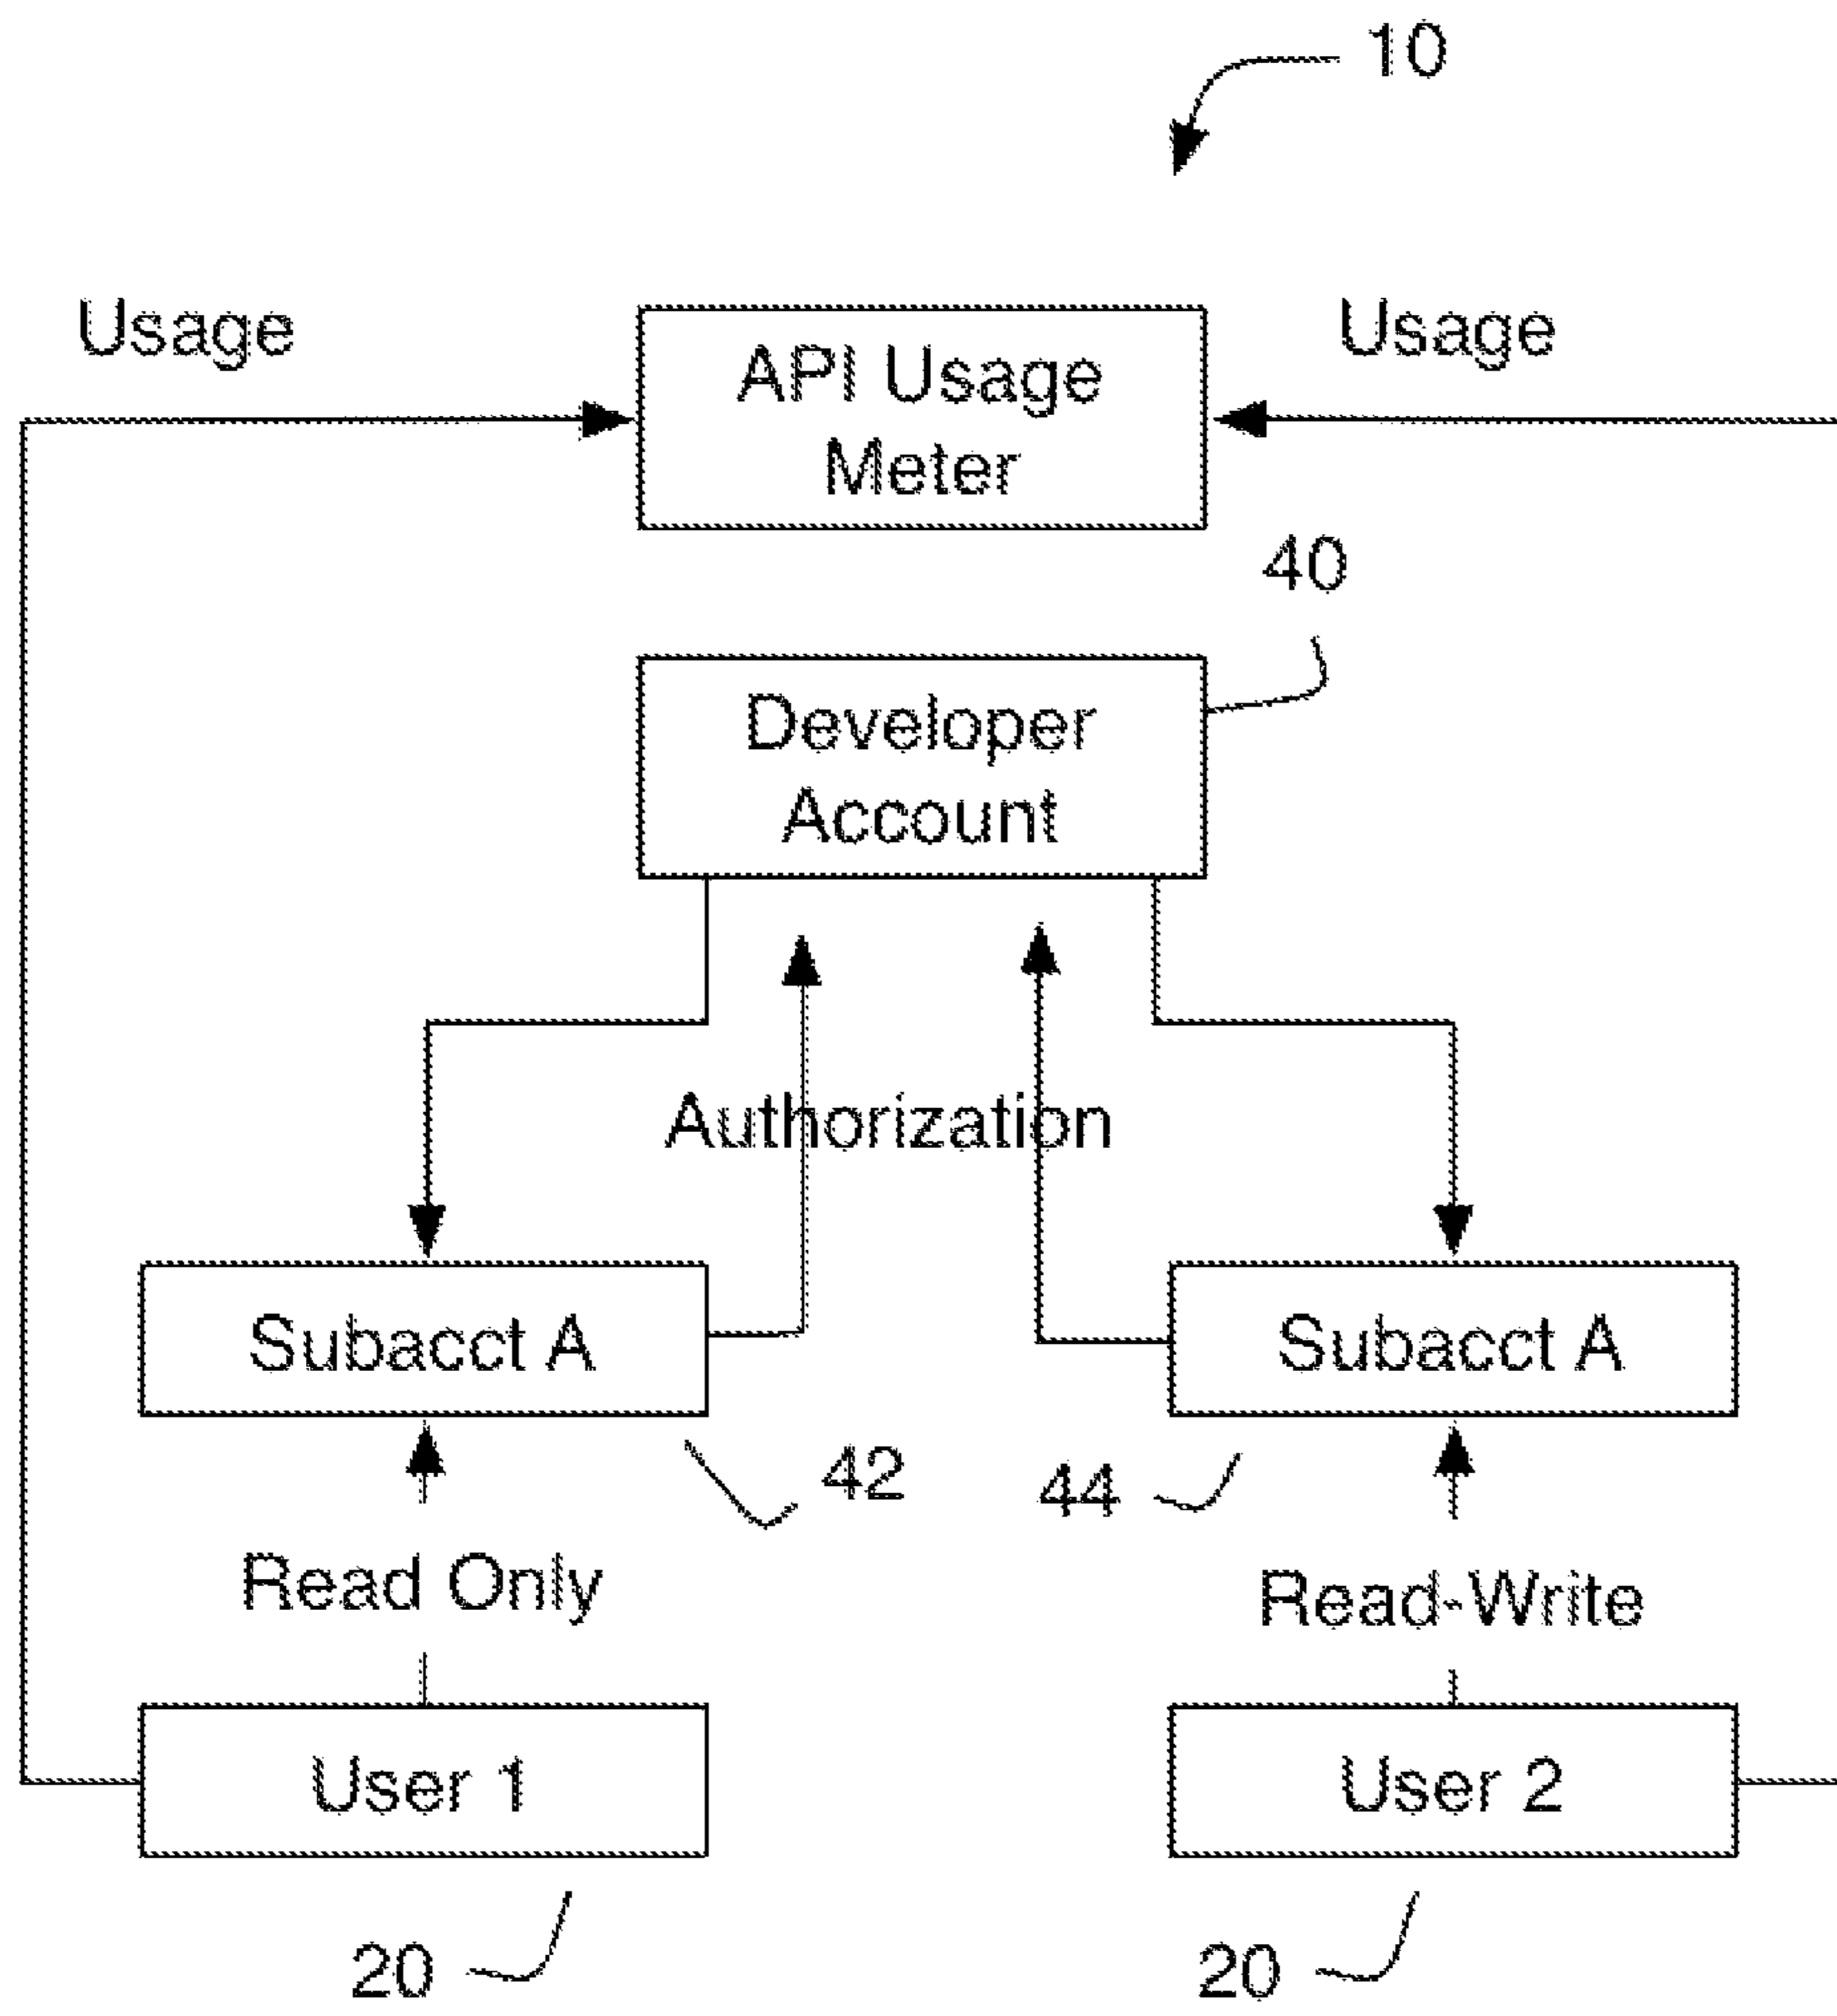 10
Usage
API Usage
Meter
Usage
40
Developer
Account
Authorization
Subacct A
Subacct A
42
44
Read Only
Read-Write
User 1
User 2
20
20